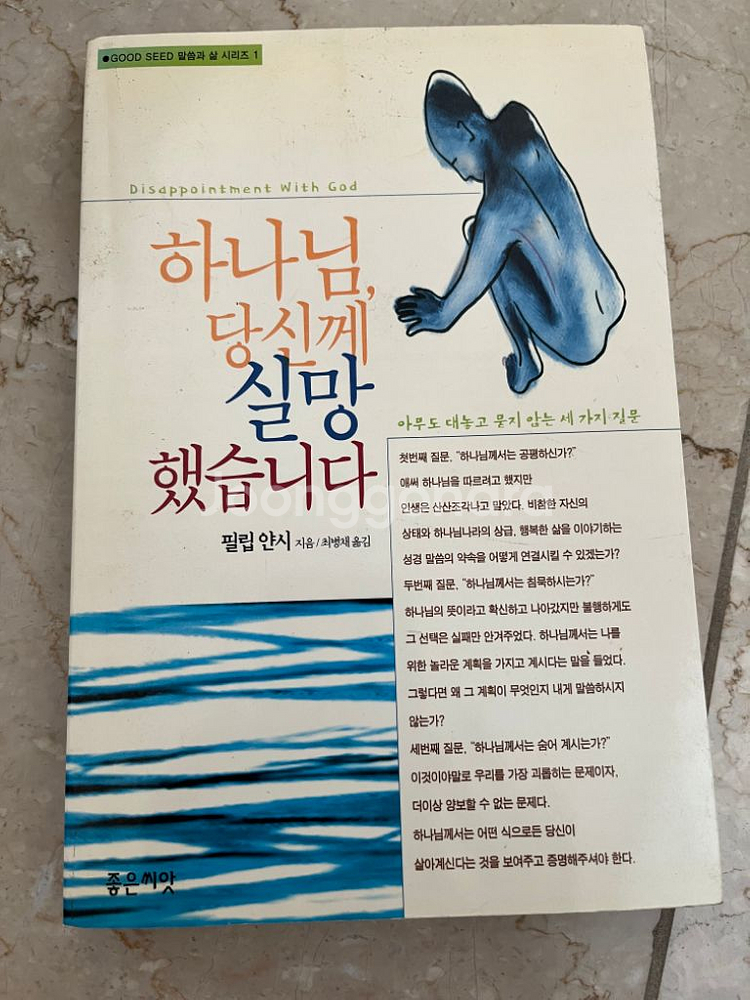 ●GOOD SEED 말씀과 삶 시리즈 1
Disappointment With God
하나님,
당신께
실망
했습니다
필립 얀시 지음/최병채 옮김
아무도 대놓고 묻지 않는 세 가지 질문
첫번째 질문, "하나님께서는 공평하신가?"
애써 하나님을 따르려고 했지만
인생은 산산조각나고 말았다. 비참한 자신의
상태와 하나님나라의 상급, 행복한 삶을 이야기하는
성경 말씀의 약속을 어떻게 연결시킬 수 있겠는가?
두번째 질문, "하나님께서는 침묵하시는가?"
하나님의 뜻이라고 확신하고 나아갔지만 불행하게도
그 선택은 실패만 안겨주었다. 하나님께서는 나를
위한 놀라운 계획을 가지고 계시다는 말을 들었다.
그렇다면 왜 그 계획이 무엇인지 내게 말씀하시지
않는가?
세번째 질문, "하나님께서는 숨어 계시는가?"
이것이야말로 우리를 가장 괴롭히는 문제이자,
더이상 양보할 수 없는 문제다.
하나님께서는 어떤 식으로든 당신이
살아계신다는 것을 보여주고 증명해주셔야 한다.
좋은씨앗
Joonggonara